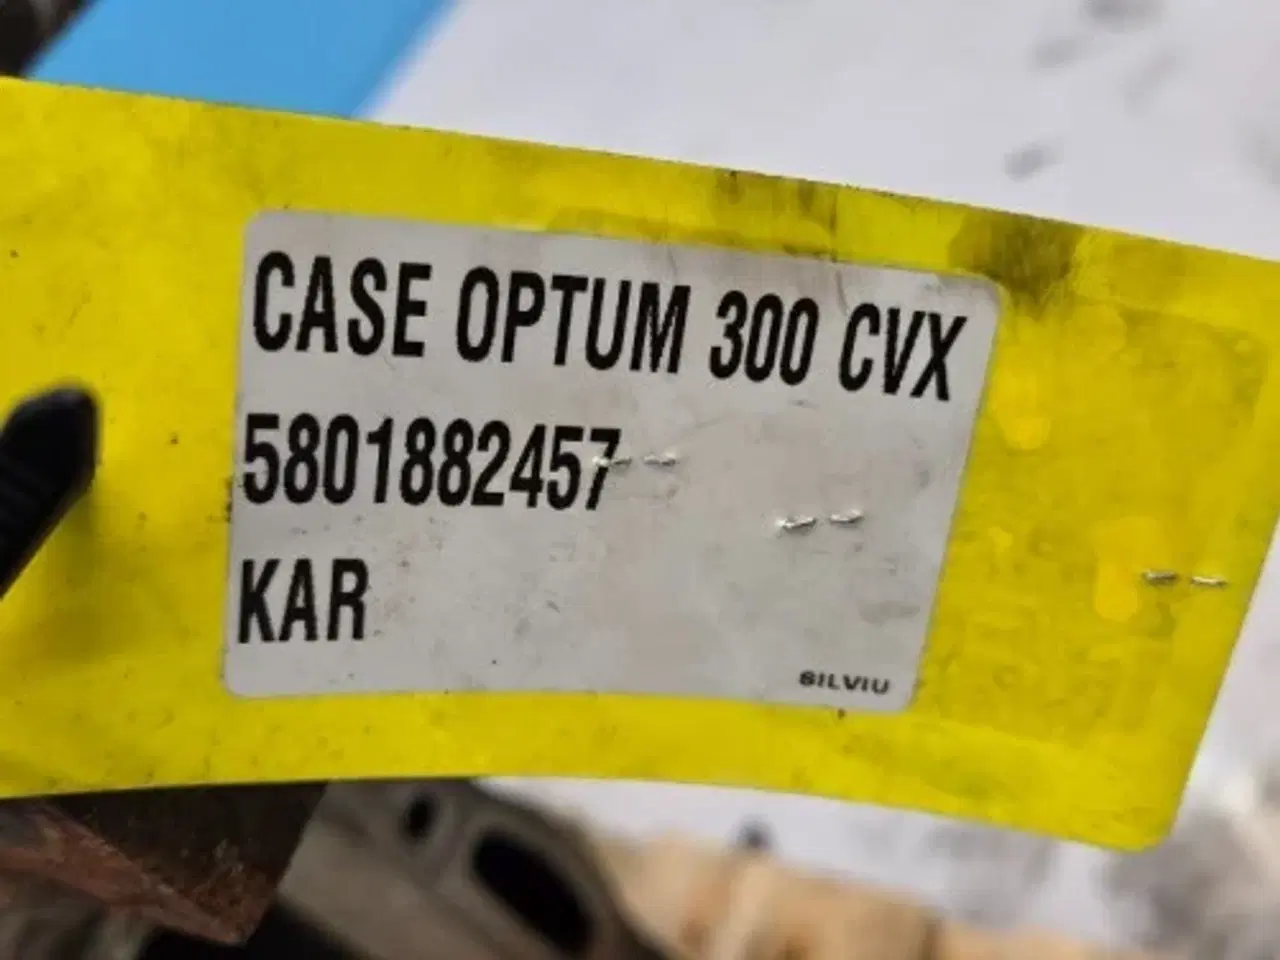 CASE OPTUM 300 CVX
5801882457
KAR
SILVIU